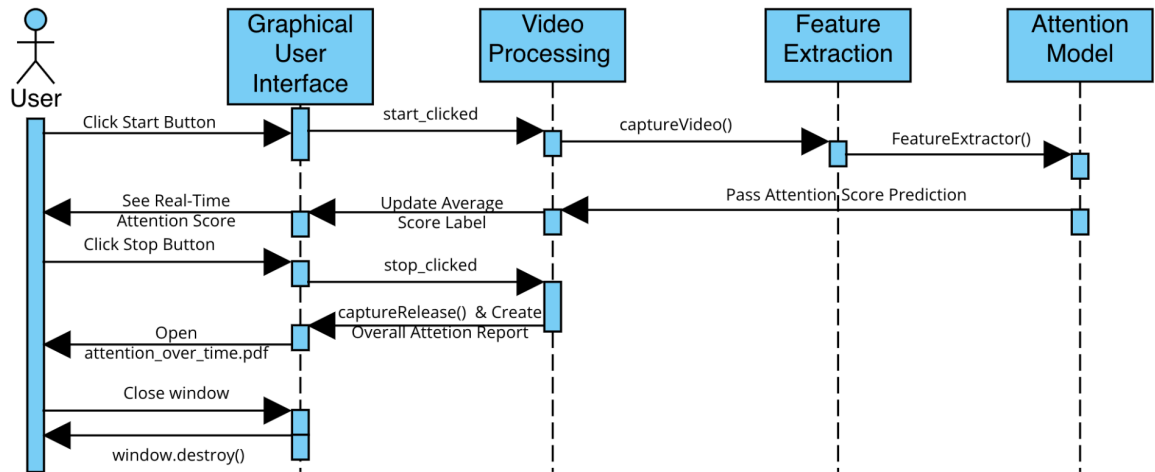 Graphical
User
Interface
Video
Processing
Feature
Extraction
Attention
Model
User
Click Start Button
start_clicked
captureVideo()
FeatureExtractor()
Pass Attention Score Prediction
See Real-Time
Attention Score
Update Average
Score Label
Click Stop Button
stop_clicked
captureRelease() & Create
Overall Attetion Report
Open
attention_over_time.pdf
Close window
window.destroy()